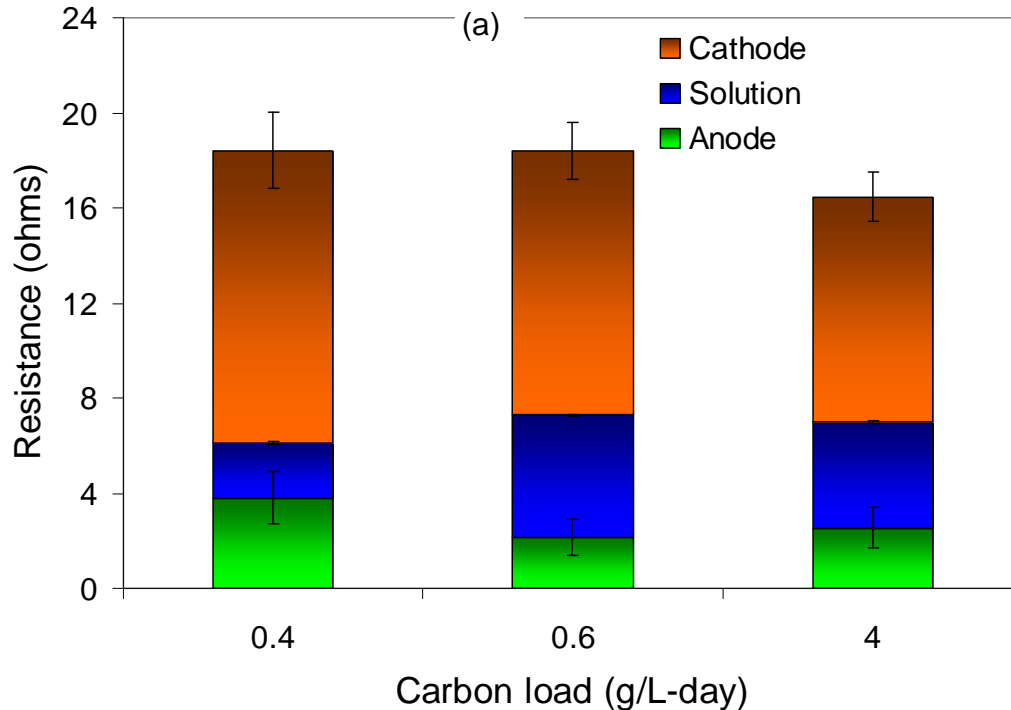 (a)
Cathode
Solution
Anode
Resistance (ohms)
24
20
16
12
8
4
0
0.4 0.6 4
Carbon load (g/L-day)